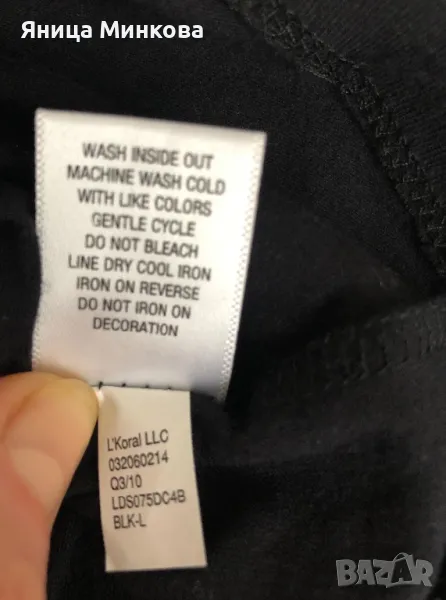 Яница Минкова
WASH INSIDE OUT
MACHINE WASH COLD
WITH LIKE COLORS
GENTLE CYCLE
DO NOT BLEACH
LINE DRY COOL IRON
IRON ON REVERSE
DO NOT IRON ON
DECORATION
L'Koral LLC
032060214
Q3/10
LDS075DC4B
BLK-L
BAZAR